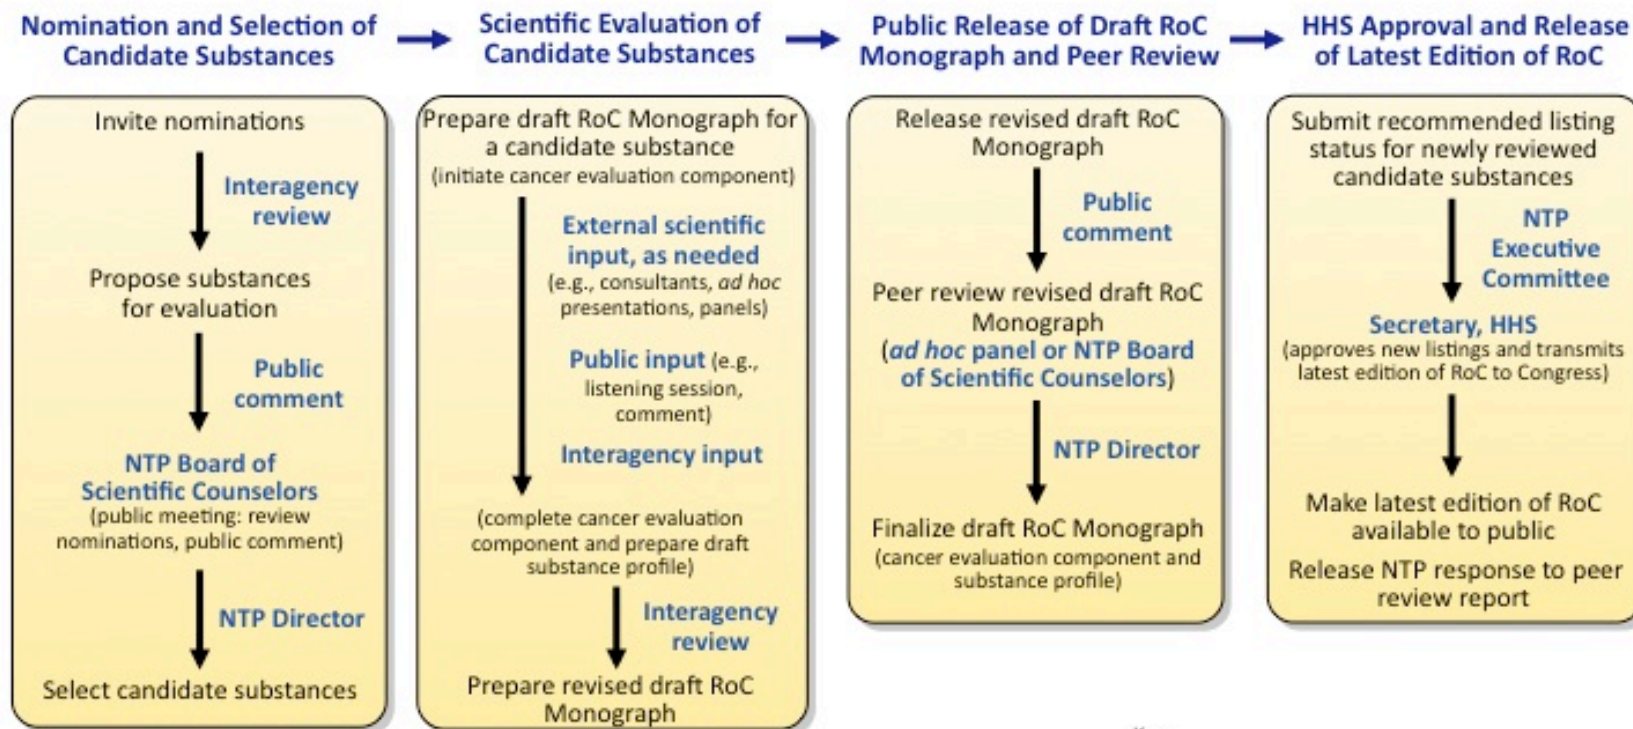 Nomination and Selection of
Candidate Substances
Scientific Evaluation of
Candidate Substances
Public Release of Draft RoC
Monograph and Peer Review
HHS Approval and Release
of Latest Edition of RoC
Invite nominations
Interagency
review
Propose substances
for evaluation
Public
comment
NTP Board of
Scientific Counselors
(public meeting: review
nominations, public comment)
NTP Director
Select candidate substances
Prepare draft RoC Monograph for
a candidate substance
(initiate cancer evaluation component)
External scientific
input, as needed
(e.g., consultants, ad hoc
presentations, panels)
Public input (e.g.,
listening session,
comment)
Interagency input
(complete cancer evaluation
component and prepare draft
substance profile)
Interagency
review
Prepare revised draft RoC
Monograph
Release revised draft RoC
Monograph
Public
comment
Peer review revised draft RoC
Monograph
(ad hoc panel or NTP Board
of Scientific Counselors)
NTP Director
Finalize draft RoC Monograph
(cancer evaluation component and
substance profile)
Submit recommended listing
status for newly reviewed
candidate substances
NTP
Executive
Committee
Secretary, HHS
(approves new listings and transmits
latest edition of RoC to Congress)
Make latest edition of RoC
available to public
Release NTP response to peer
review report